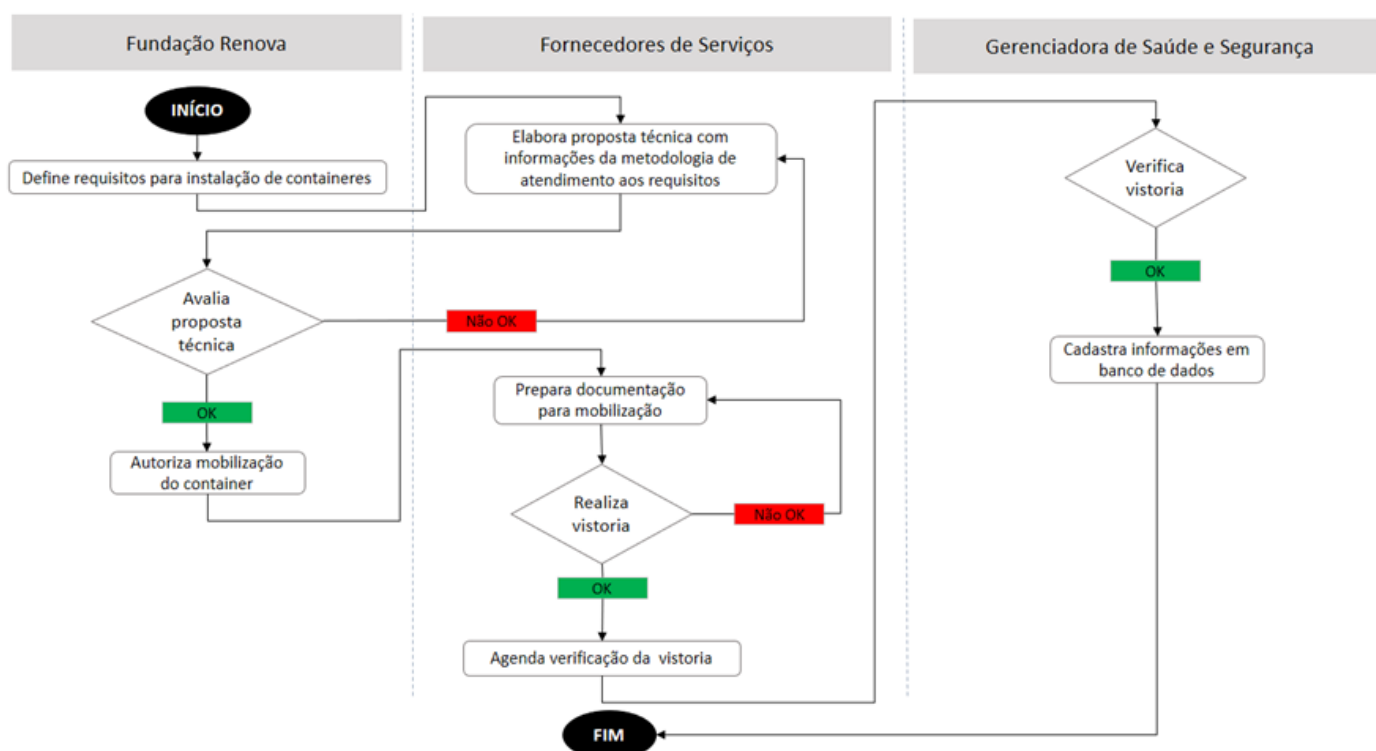 Fundação Renova
Fornecedores de Serviços
Gerenciadora de Saúde e Segurança
INÍCIO
Define requisitos para instalação de containeres
Elabora proposta técnica com
informações da metodologia de
atendimento aos requisitos
Avalia
proposta
técnica
Não OK
OK
Autoriza mobilização
do container
Prepara documentação
para mobilização
Realiza
vistoria
Não OK
OK
Agenda verificação da vistoria
Verifica
vistoria
OK
Cadastra informações em
banco de dados
FIM